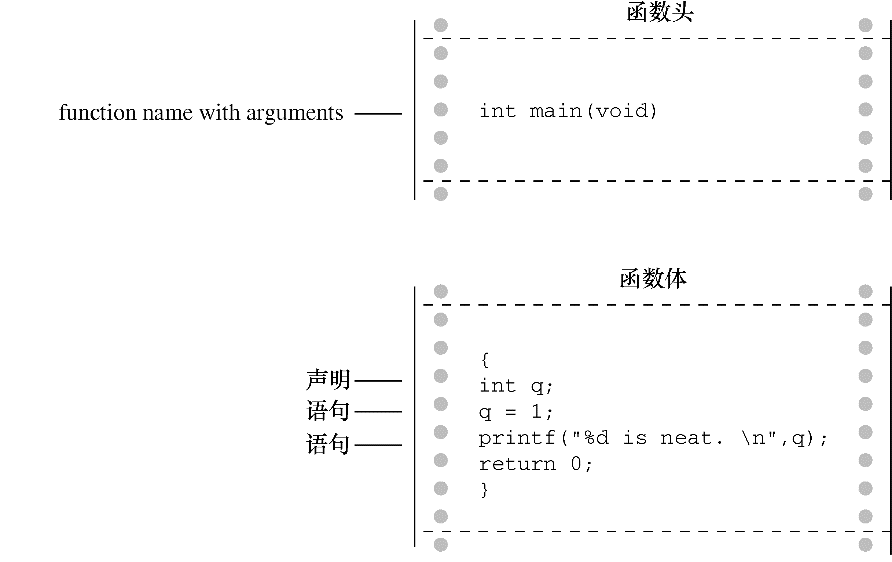 函数头
function name with arguments
int main(void)
函数体
{
声明
int q;
语句
q = 1;
语句
printf("%d is neat. \n",q);
return 0;
}